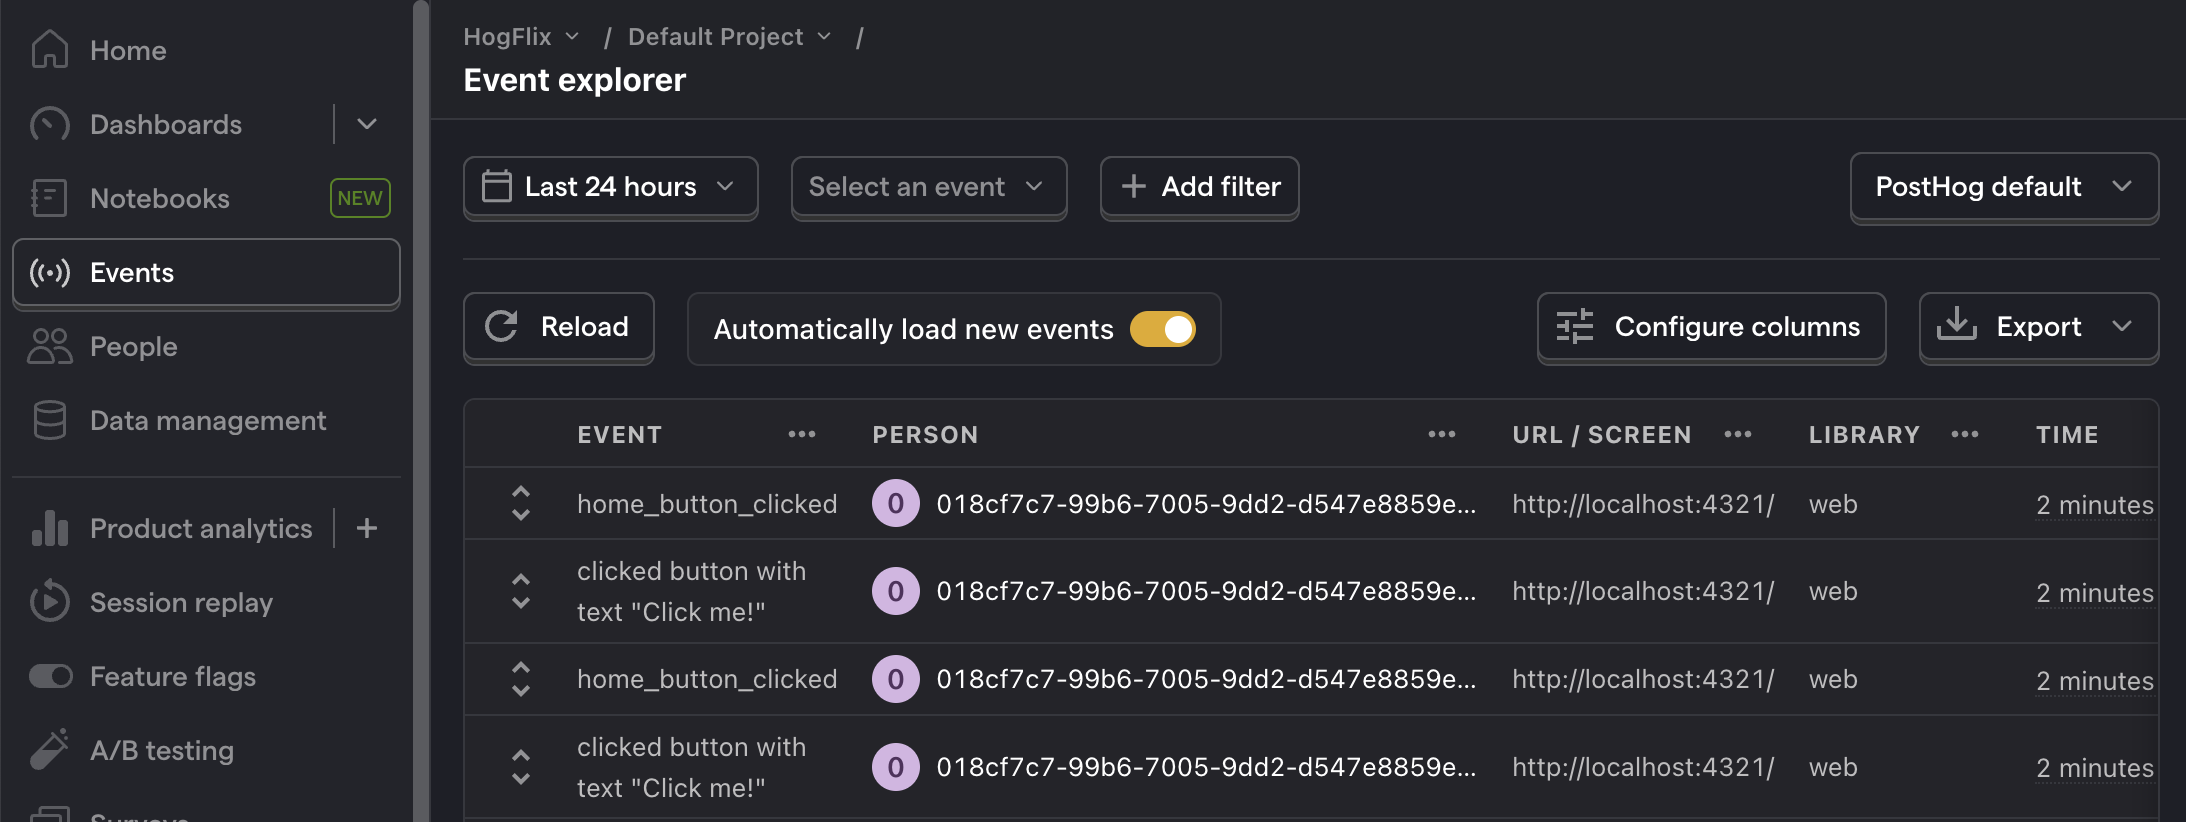 Home
Dashboards
Notebooks NEW
Events
People
Data management
Product analytics
Session replay
Feature flags
A/B testing
Surveys
HogFlix / Default Project /
Event explorer
Last 24 hours Select an event + Add filter PostHog default
Reload Automatically load new events Configure columns Export
EVENT ••• PERSON ••• URL / SCREEN ••• LIBRARY ••• TIME
home_button_clicked 0 018cf7c7-99b6-7005-9dd2-d547e8859e... http://localhost:4321/ web 2 minutes
clicked button with
text "Click me!" 0 018cf7c7-99b6-7005-9dd2-d547e8859e... http://localhost:4321/ web 2 minutes
home_button_clicked 0 018cf7c7-99b6-7005-9dd2-d547e8859e... http://localhost:4321/ web 2 minutes
clicked button with
text "Click me!" 0 018cf7c7-99b6-7005-9dd2-d547e8859e... http://localhost:4321/ web 2 minutes